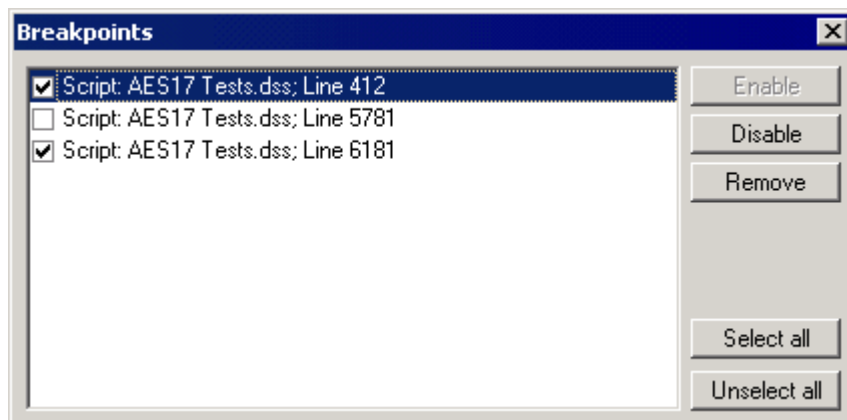 Breakpoints
Script: AES17 Tests.dss; Line 412
Script: AES17 Tests.dss; Line 5781
Script: AES17 Tests.dss; Line 6181
Enable
Disable
Remove
Select all
Unselect all